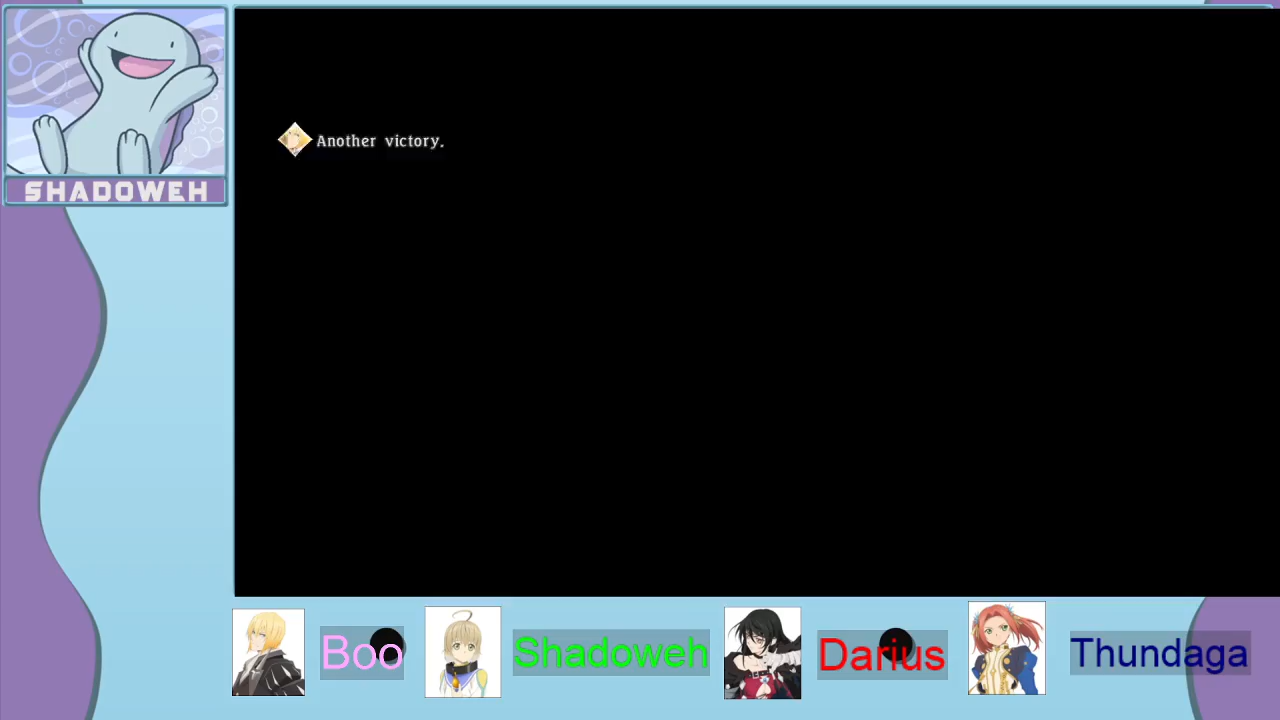 Another victory.
SHADOWEH
Boo
Shadoweh
Darius
Thundaga